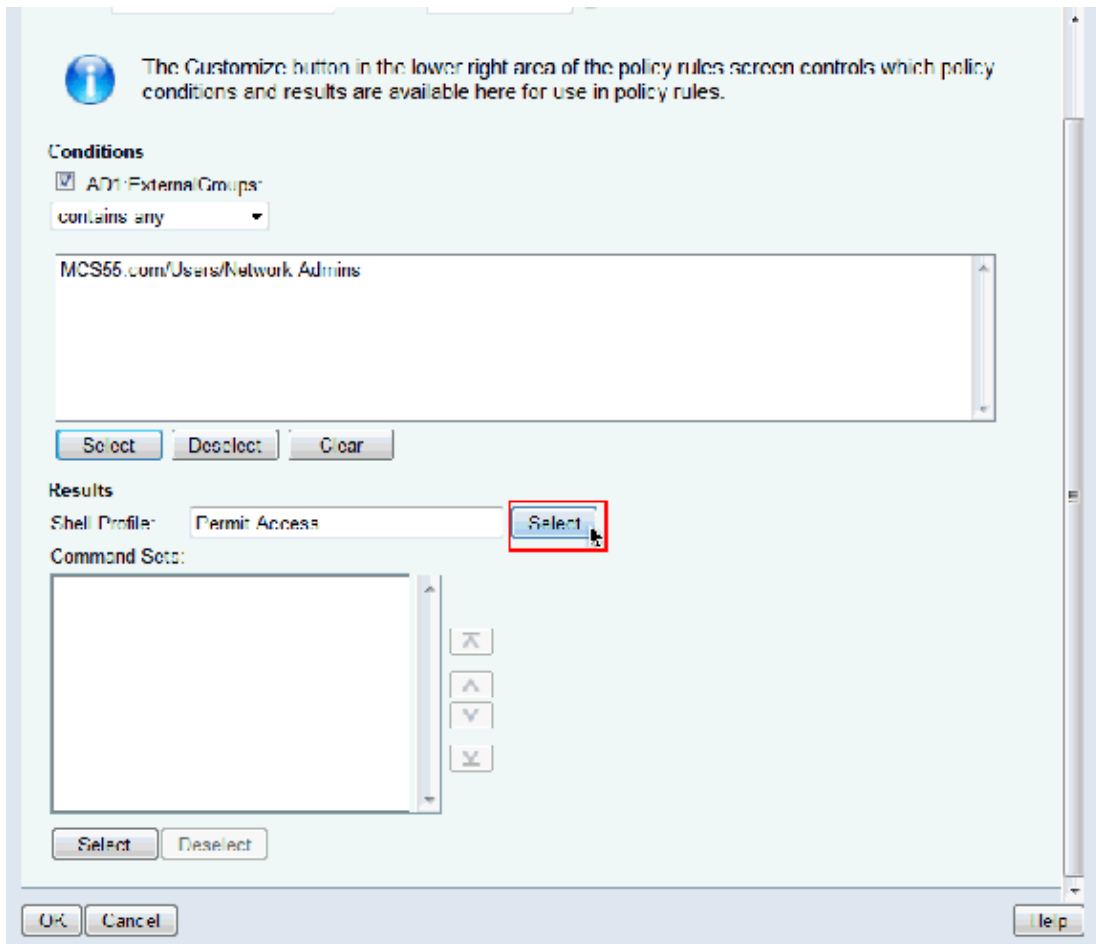 The Customize button in the lower right area of the policy rules screen controls which policy
conditions and results are available here for use in policy rules.
Conditions
AD1:ExternalGroups:
contains any
MCS55.com/Users/Network Admins
Select Deselect Clear
Results
Shell Profile: Permit Access Select
Command Sets:
Select Deselect
OK Cancel Help